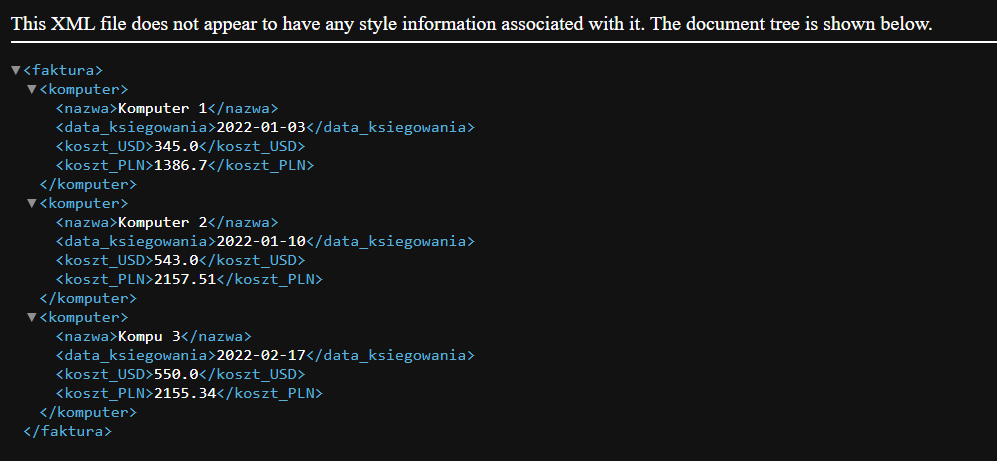 This XML file does not appear to have any style information associated with it. The document tree is shown below.
▼<faktura>
▼<komputer>
<nazwa>Komputer 1</nazwa>
<data_ksiegowania>2022-01-03</data_ksiegowania>
<koszt_USD>345.0</koszt_USD>
<koszt_PLN>1386.7</koszt_PLN>
</komputer>
▼<komputer>
<nazwa>Komputer 2</nazwa>
<data_ksiegowania>2022-01-10</data_ksiegowania>
<koszt_USD>543.0</koszt_USD>
<koszt_PLN>2157.51</koszt_PLN>
</komputer>
▼<komputer>
<nazwa>Kompu 3</nazwa>
<data_ksiegowania>2022-02-17</data_ksiegowania>
<koszt_USD>550.0</koszt_USD>
<koszt_PLN>2155.34</koszt_PLN>
</komputer>
</faktura>